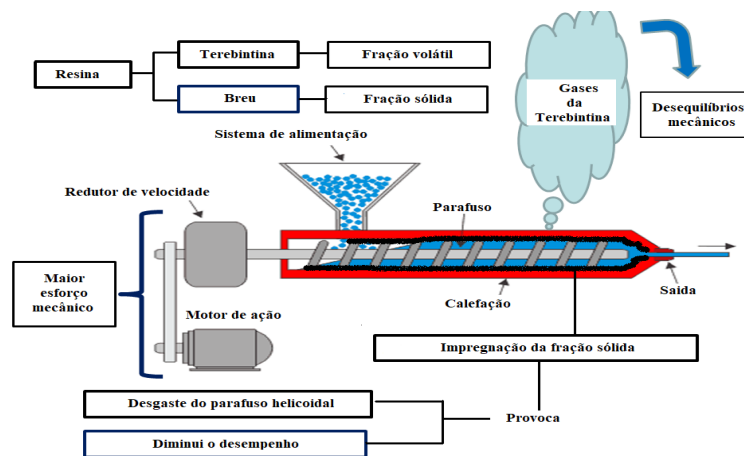 Resina
Terebintina
Fração volátil
Breu
Fração sólida
Gases
da
Terebintina
Desequilíbrios
mecânicos
Sistema de alimentação
Redutor de velocidade
Parafuso
Maior
esforço
mecânico
Motor de ação
Calefação
Saida
Impregnação da fração sólida
Desgaste do parafuso helicoidal
Provoca
Diminui o desempenho